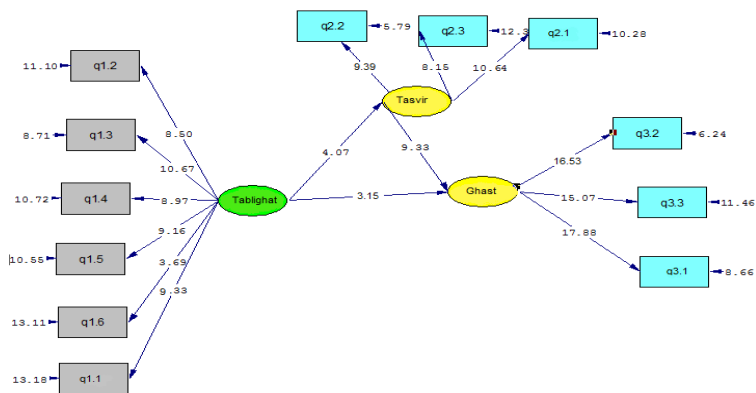 q2.2
5.79
q2.3
12.3
q2.1
10.28
11.10
q1.2
9.39
8.15
10.64
Tasvir
8.71
q1.3
8.50
4.07
9.33
q3.2
6.24
10.67
16.53
10.72
q1.4
8.97
Tablighat
3.15
Ghast
15.07
q3.3
11.46
9.16
17.88
10.55
q1.5
3.69
q3.1
8.66
9.33
13.11
q1.6
13.18
q1.1